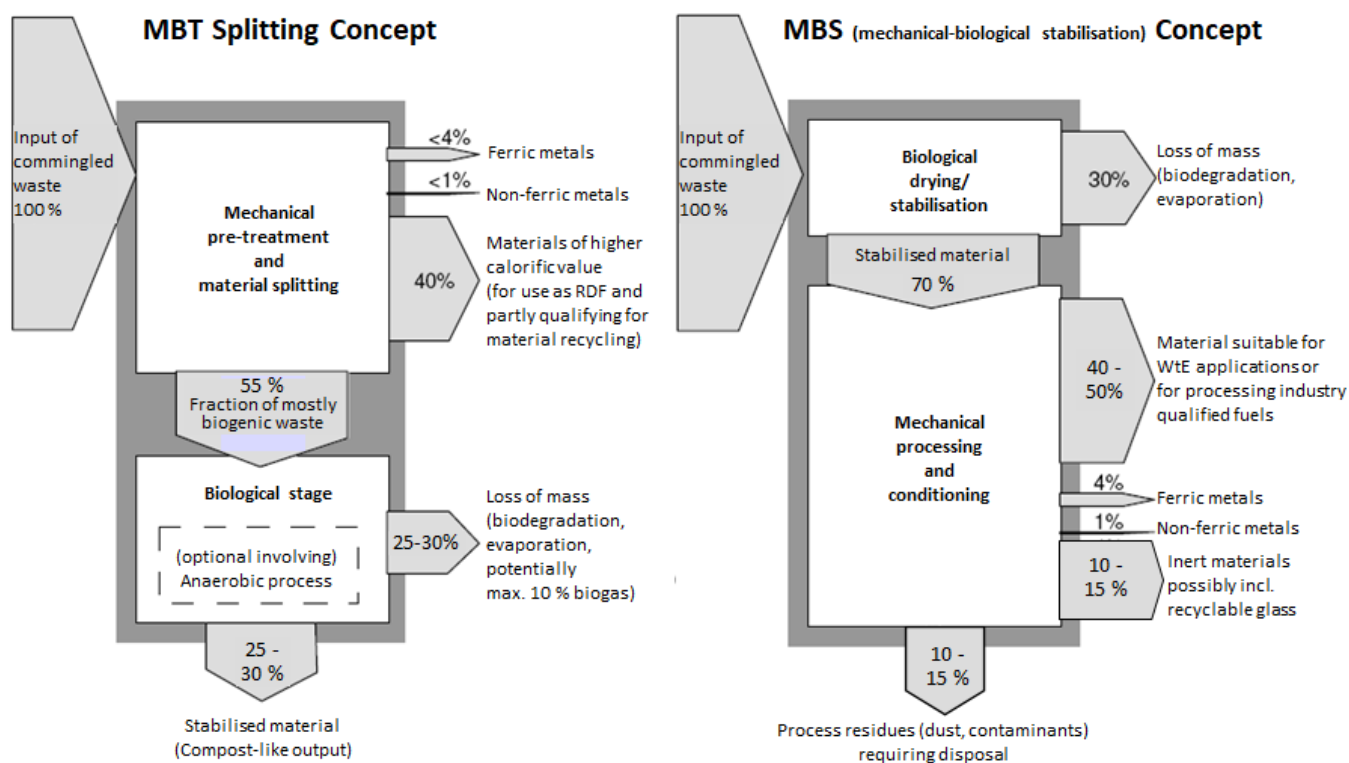 MBT Splitting Concept
Input of
commingled
waste
100 %
Mechanical
pre-treatment
and
material splitting
<4%
Ferric metals
<1%
Non-ferric metals
40%
Materials of higher
calorific value
(for use as RDF and
partly qualifying for
material recycling)
55 %
Fraction of mostly
biogenic waste
Biological stage
(optional involving)
Anaerobic process
25-30%
Loss of mass
(biodegradation,
evaporation,
potentially
max. 10 % biogas)
25 -
30 %
Stabilised material
(Compost-like output)
MBS (mechanical-biological stabilisation) Concept
Input of
commingled
waste
100 %
Biological
drying/
stabilisation
30%
Loss of mass
(biodegradation,
evaporation)
Stabilised material
70 %
Mechanical
processing
and
conditioning
40 -
50%
Material suitable for
WtE applications or
for processing industry
qualified fuels
4%
Ferric metals
1%
Non-ferric metals
10 -
15 %
Inert materials
possibly incl.
recyclable glass
10 -
15 %
Process residues (dust, contaminants)
requiring disposal